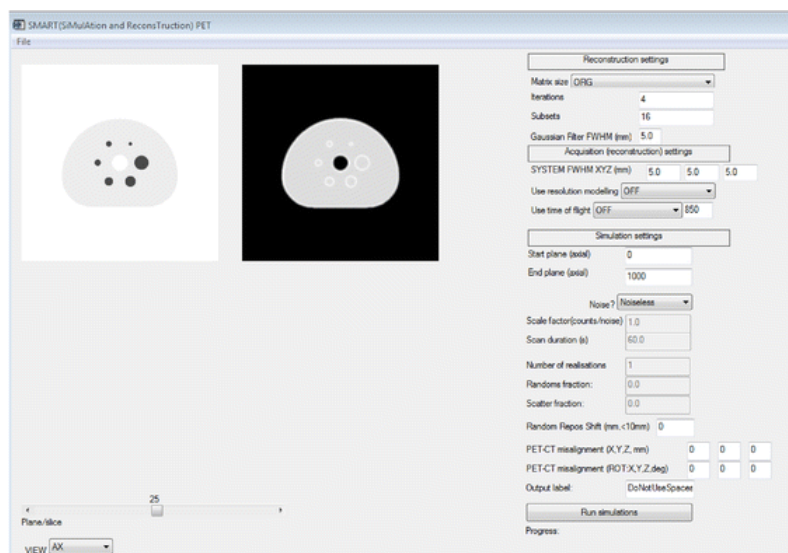 SMART(SiMulAtion and ReconsTruction) PET
File
Reconstruction settings
Matrix size ORG
Iterations 4
Subsets 16
Gaussian Filter FWHM (mm) 5.0
Acquisition (reconstruction) settings
SYSTEM FWHM XYZ (mm) 5.0 5.0 5.0
Use resolution modelling OFF
Use time of flight OFF 850
Simulation settings
Start plane (axial) 0
End plane (axial) 1000
Noise? Noiseless
Scale factor(counts/noise) 1.0
Scan duration (s) 60.0
Number of realisations 1
Randoms fraction: 0.0
Scatter fraction: 0.0
Random Repos Shift (mm.<10mm) 0
PET-CT misalignment (X,Y,Z, mm) 0 0 0
PET-CT misalignment (ROT:X,Y,Z,deg) 0 0 0
Output label: DoNotUseSpaces
Run simulations
Progress:
25
Plane/slice
VIEW AX